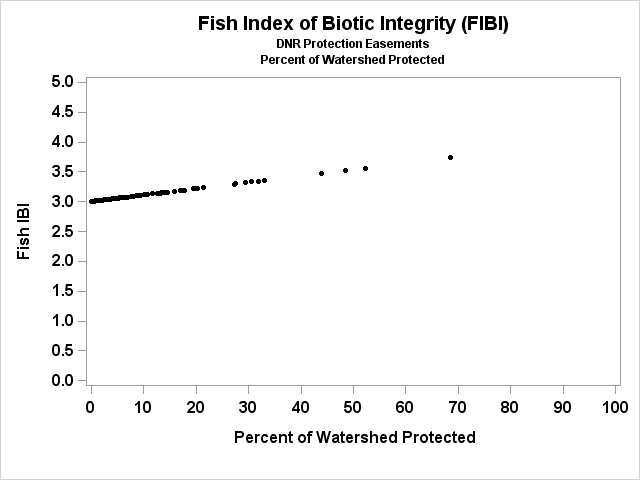 Fish Index of Biotic Integrity (FIBI)
DNR Protection Easements
Percent of Watershed Protected
5.0
4.5
4.0
3.5
3.0
2.5
2.0
1.5
1.0
0.5
0.0
Fish IBI
0 10 20 30 40 50 60 70 80 90 100
Percent of Watershed Protected